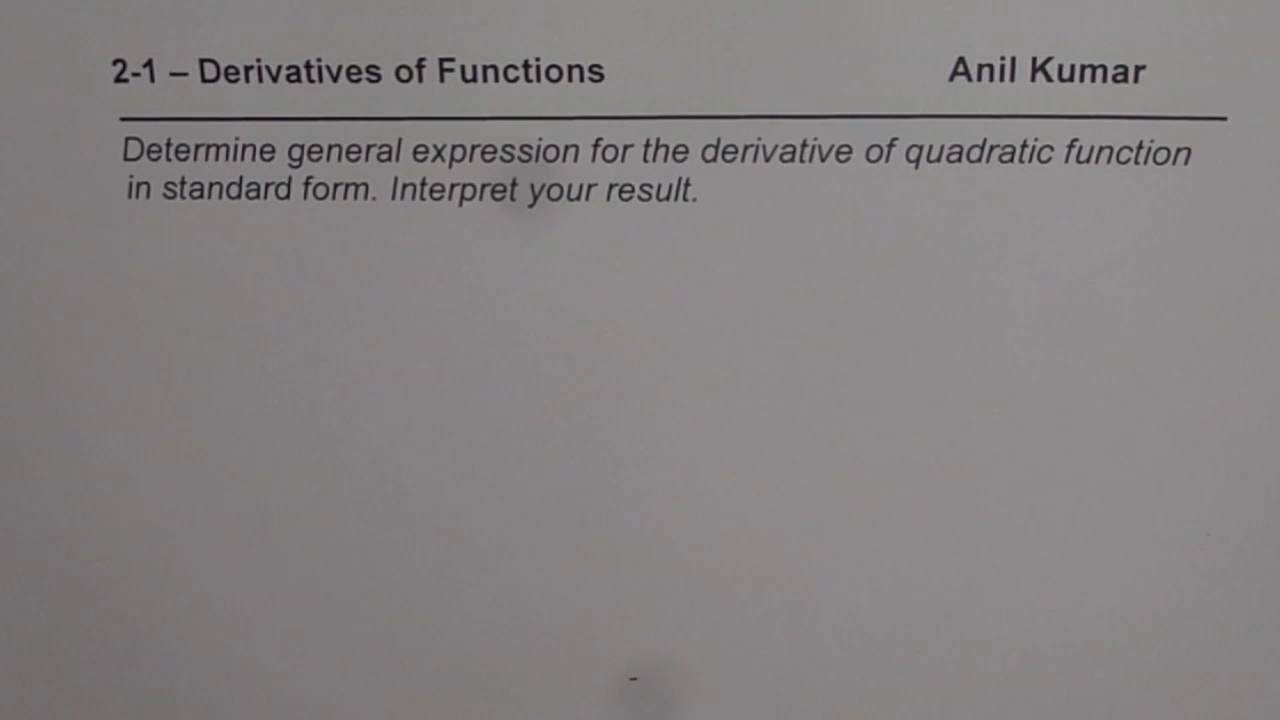 2-1 – Derivatives of Functions Anil Kumar
Determine general expression for the derivative of quadratic function
in standard form. Interpret your result.